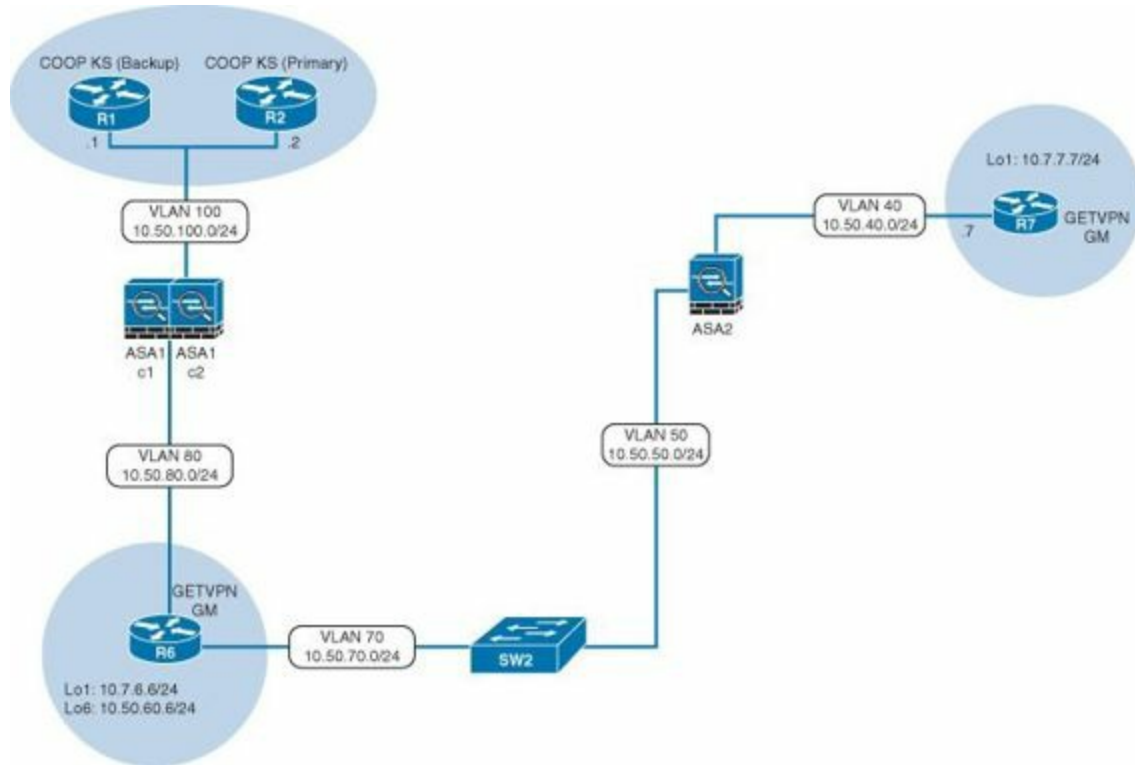 COOP KS (Backup)
COOP KS (Primary)
R1
R2
.1
.2
VLAN 100
10.50.100.0/24
ASA1
c1
ASA1
c2
VLAN 80
10.50.80.0/24
GETVPN
GM
R6
Lo1: 10.7.6.6/24
Lo6: 10.50.60.6/24
VLAN 70
10.50.70.0/24
SW2
VLAN 50
10.50.50.0/24
ASA2
VLAN 40
10.50.40.0/24
Lo1: 10.7.7.7/24
.7
R7
GETVPN
GM